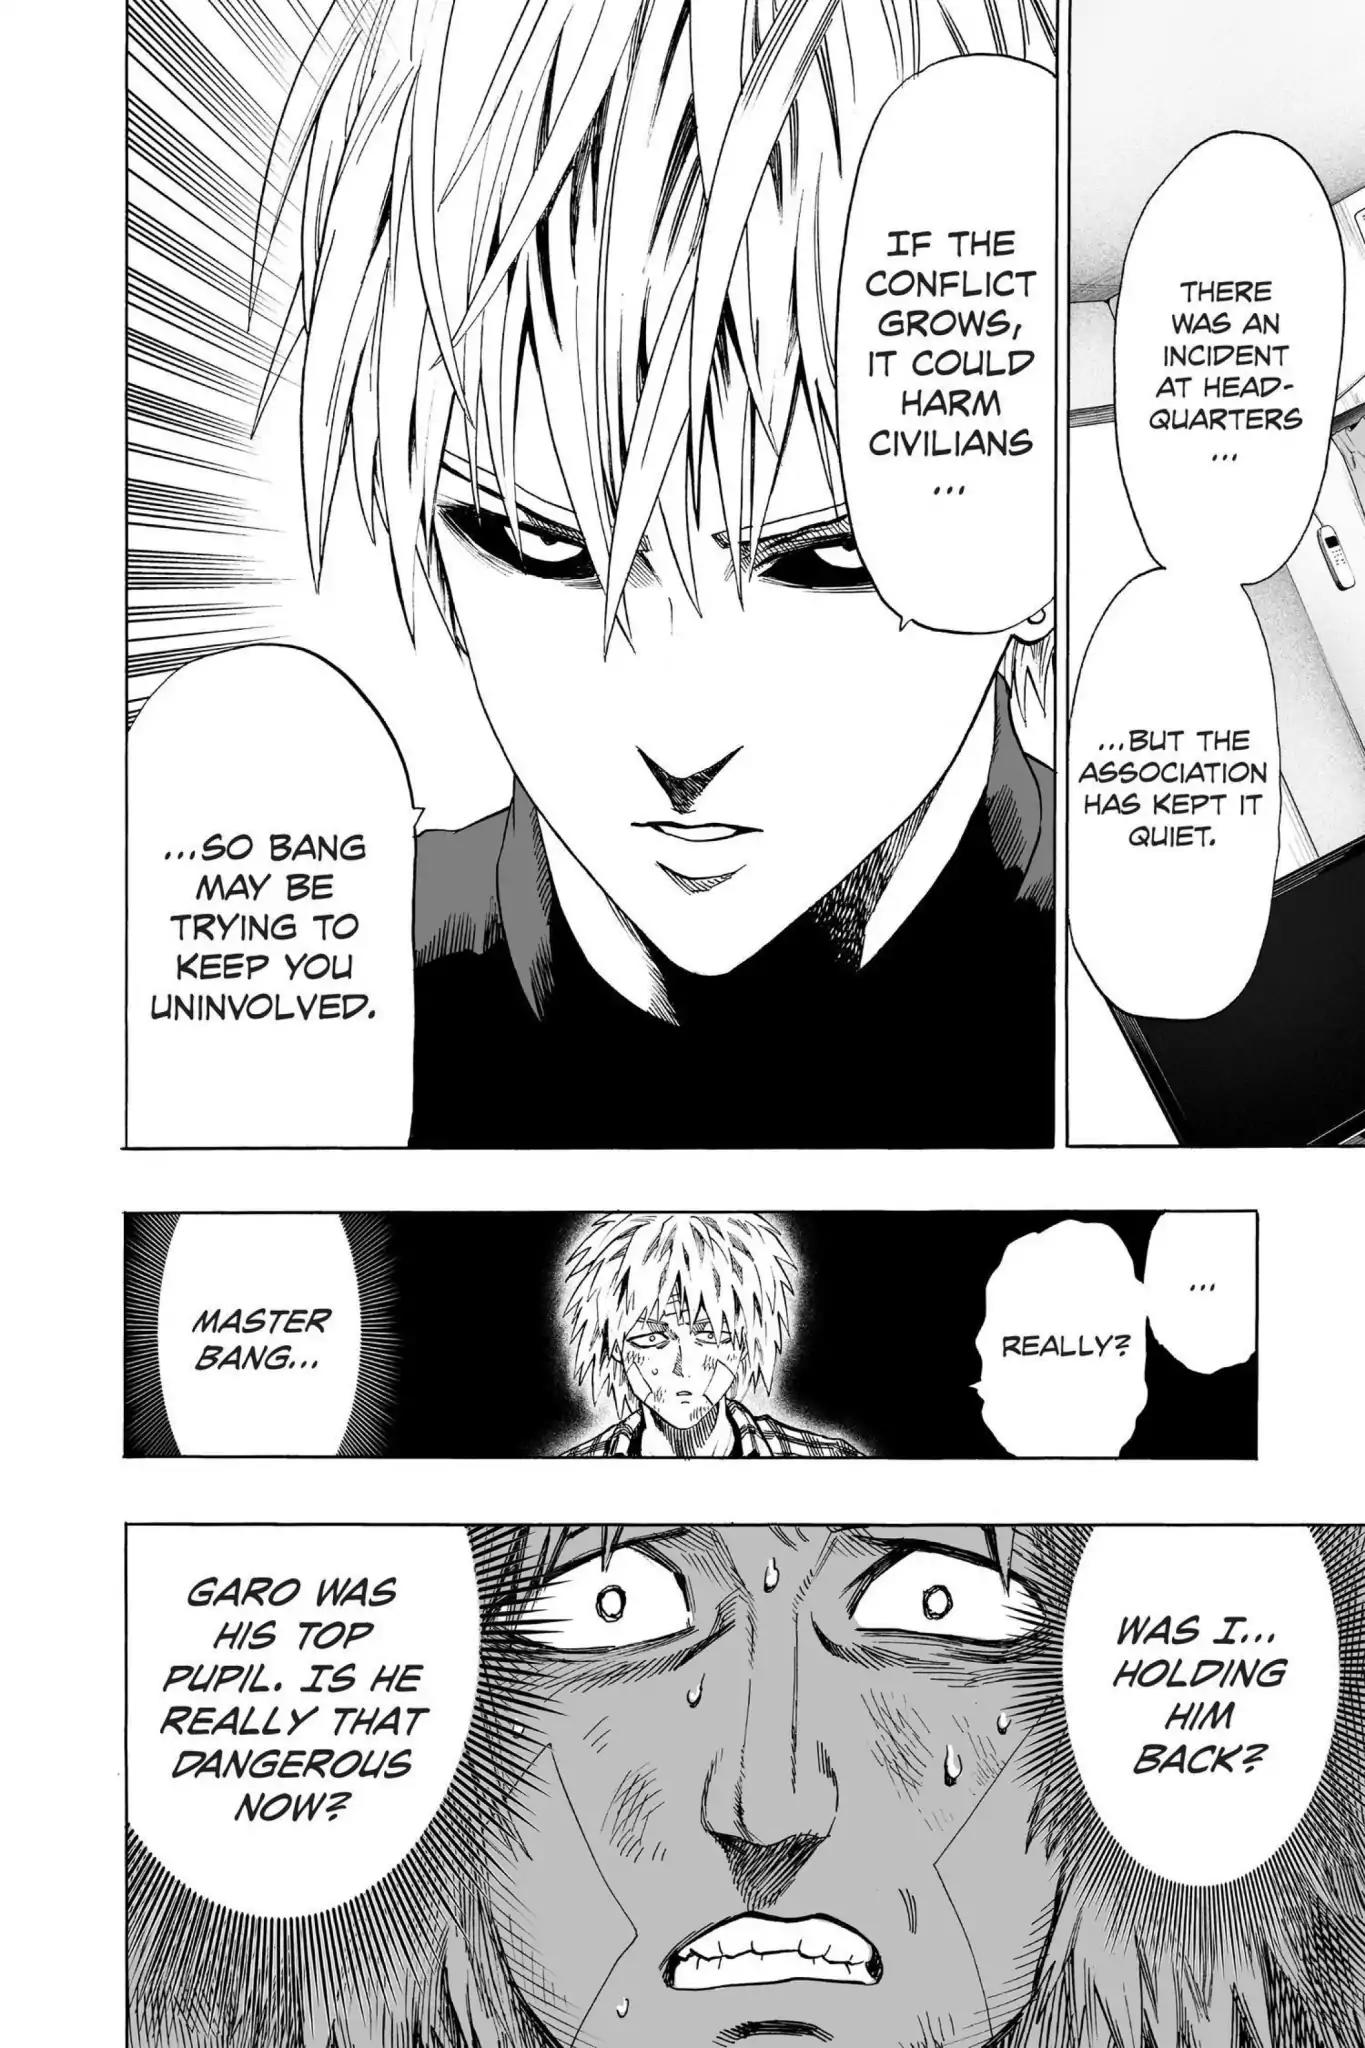 THERE
WAS AN
INCIDENT
AT HEAD-
QUARTERS
...
...BUT THE
ASSOCIATION
HAS KEPT IT
QUIET.
IF THE
CONFLICT
GROWS,
IT COULD
HARM
CIVILIANS
...
...SO BANG
MAY BE
TRYING TO
KEEP YOU
UNINVOLVED.
...
REALLY?
MASTER
BANG...
WAS I...
HOLDING
HIM
BACK?
GARO WAS
HIS TOP
PUPIL. IS HE
REALLY THAT
DANGEROUS
NOW?